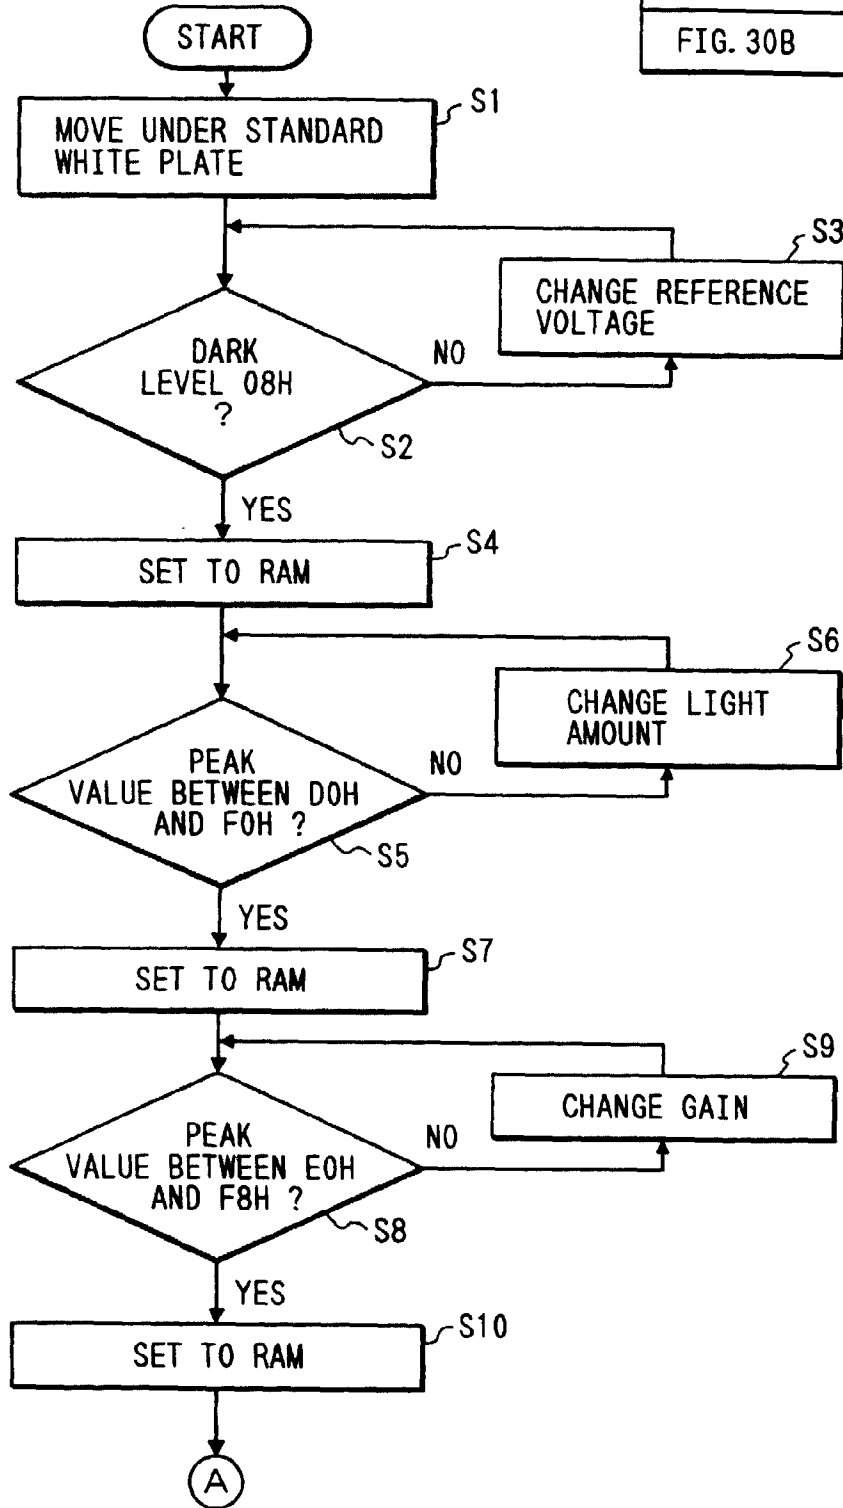 START
FIG. 30B
S1
MOVE UNDER STANDARD
WHITE PLATE
S3
CHANGE REFERENCE
VOLTAGE
DARK
LEVEL 08H
?
NO
S2
YES
S4
SET TO RAM
S6
CHANGE LIGHT
AMOUNT
PEAK
VALUE BETWEEN D0H
AND F0H ?
NO
S5
YES
S7
SET TO RAM
S9
CHANGE GAIN
PEAK
VALUE BETWEEN E0H
AND F8H ?
NO
S8
YES
S10
SET TO RAM
A